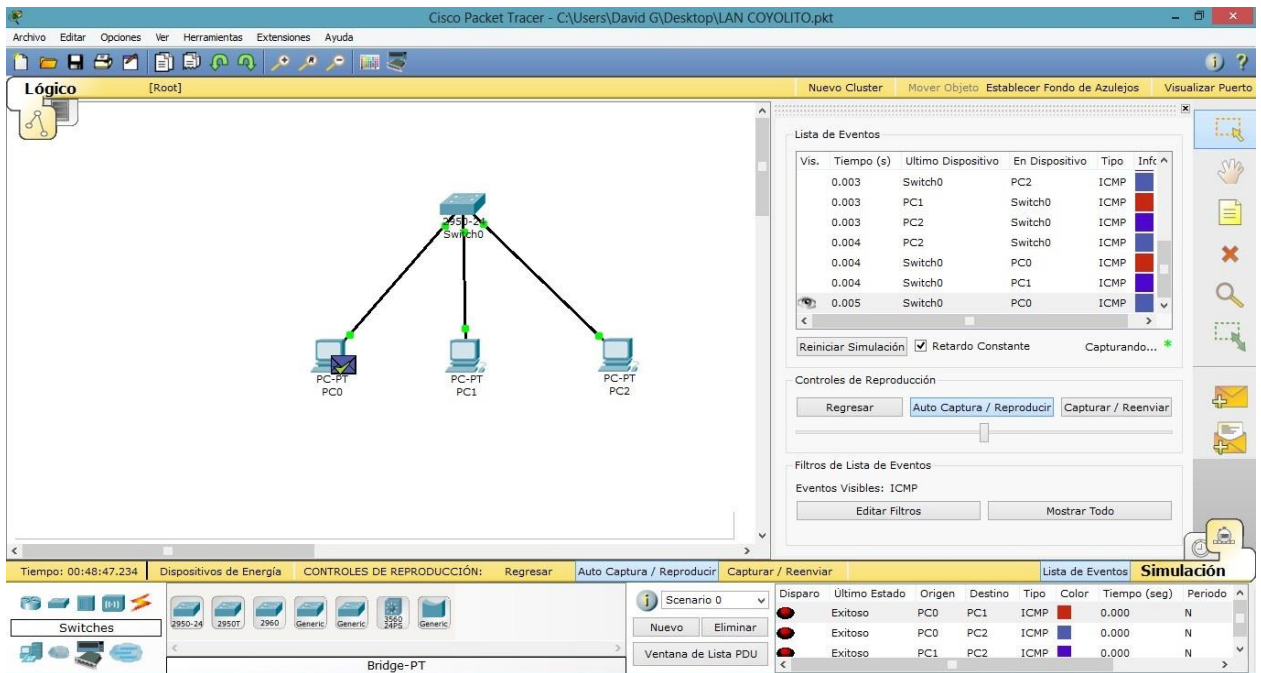 Cisco Packet Tracer - C:\Users\David G\Desktop\LAN COYOLITO.pkt
Archivo Editar Opciones Ver Herramientas Extensiones Ayuda
Lógico [Root] Nuevo Cluster Mover Objeto Establecer Fondo de Azulejos Visualizar Puerto
Lista de Eventos
Vis. Tiempo (s) Ultimo Dispositivo En Dispositivo Tipo Info
0.003 Switch0 PC2 ICMP
0.003 PC1 Switch0 ICMP
0.003 PC2 Switch0 ICMP
0.004 PC2 Switch0 ICMP
0.004 Switch0 PC0 ICMP
0.004 Switch0 PC1 ICMP
0.005 Switch0 PC0 ICMP
Reiniciar Simulación Retardo Constante Capturando...
Controles de Reproducción
Regresar Auto Captura / Reproducir Capturar / Reenviar
Filtros de Lista de Eventos
Eventos Visibles: ICMP
Editar Filtros Mostrar Todo
2950-24
Switch0
PC-PT
PC0
PC-PT
PC1
PC-PT
PC2
Tiempo: 00:48:47.234 Dispositivos de Energía CONTROLES DE REPRODUCCIÓN: Regresar Auto Captura / Reproducir Capturar / Reenviar Lista de Eventos Simulación
Switches
2950-24 2950T 2960 Generic Generic 3560 24PS Generic
Bridge-PT
Scenario 0
Nuevo Eliminar
Ventana de Lista PDU
Disparo Último Estado Origen Destino Tipo Color Tiempo (seg) Periodo
Exitoso PC0 PC1 ICMP 0.000 N
Exitoso PC0 PC2 ICMP 0.000 N
Exitoso PC1 PC2 ICMP 0.000 N